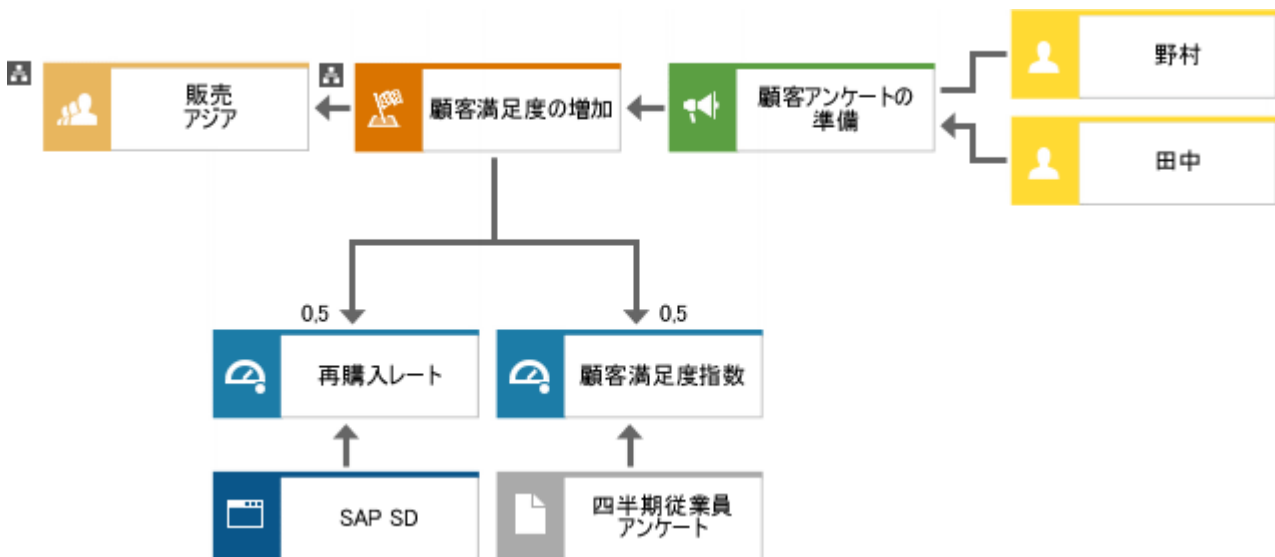 販売
アジア
顧客満足度の増加
顧客アンケートの
準備
野村
田中
0,5
0,5
再購入レート
顧客満足度指数
SAP SD
四半期従業員
アンケート